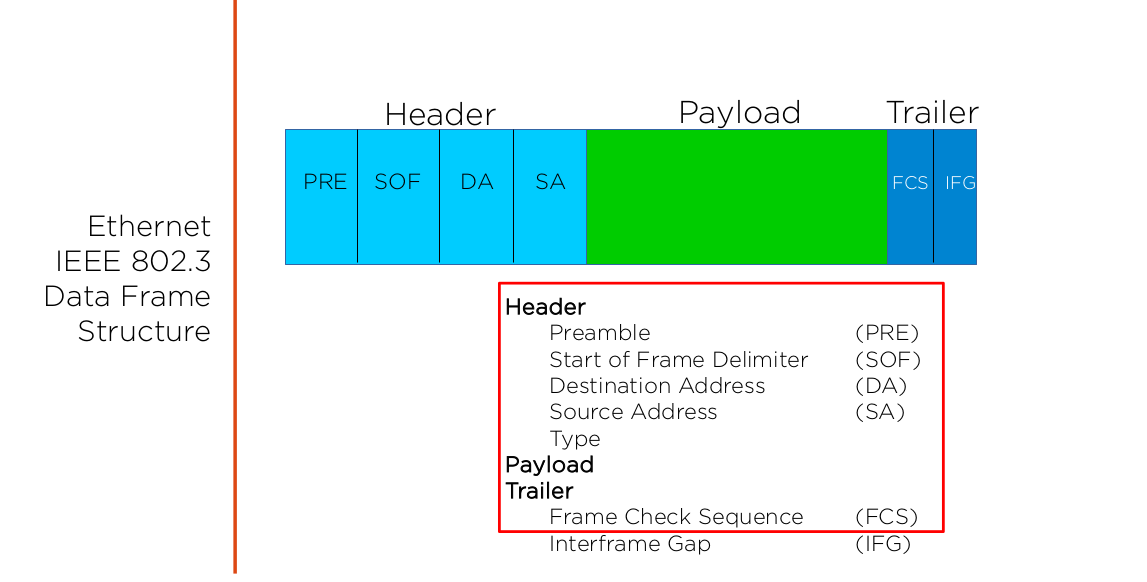 Ethernet
IEEE 802.3
Data Frame
Structure
Header Payload Trailer
PRE SOF DA SA FCS IFG
Header
Preamble (PRE)
Start of Frame Delimiter (SOF)
Destination Address (DA)
Source Address (SA)
Type
Payload
Trailer
Frame Check Sequence (FCS)
Interframe Gap (IFG)